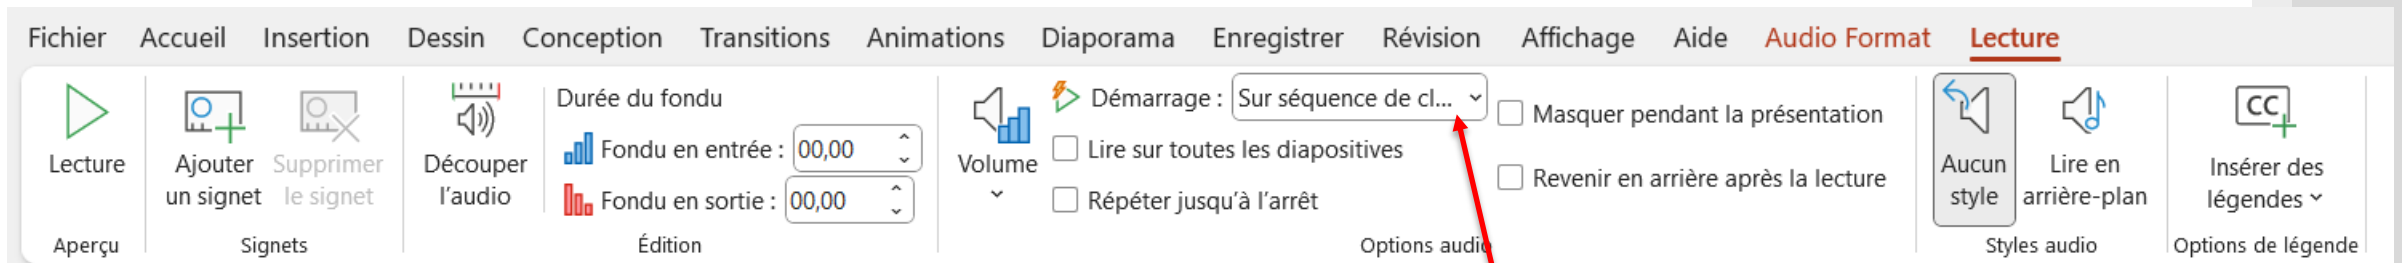 Fichier Accueil Insertion Dessin Conception Transitions Animations Diaporama Enregistrer Révision Affichage Aide Audio Format Lecture
Lecture
Aperçu
Ajouter
un signet
Supprimer
le signet
Signets
Découper
l'audio
Durée du fondu
Fondu en entrée : 00,00
Fondu en sortie : 00,00
Édition
Volume
Démarrage : Sur séquence de cl...
Lire sur toutes les diapositives
Répéter jusqu'à l'arrêt
Masquer pendant la présentation
Revenir en arrière après la lecture
Options audio
Aucun
style
Lire en
arrière-plan
Styles audio
CC
Insérer des
légendes
Options de légende